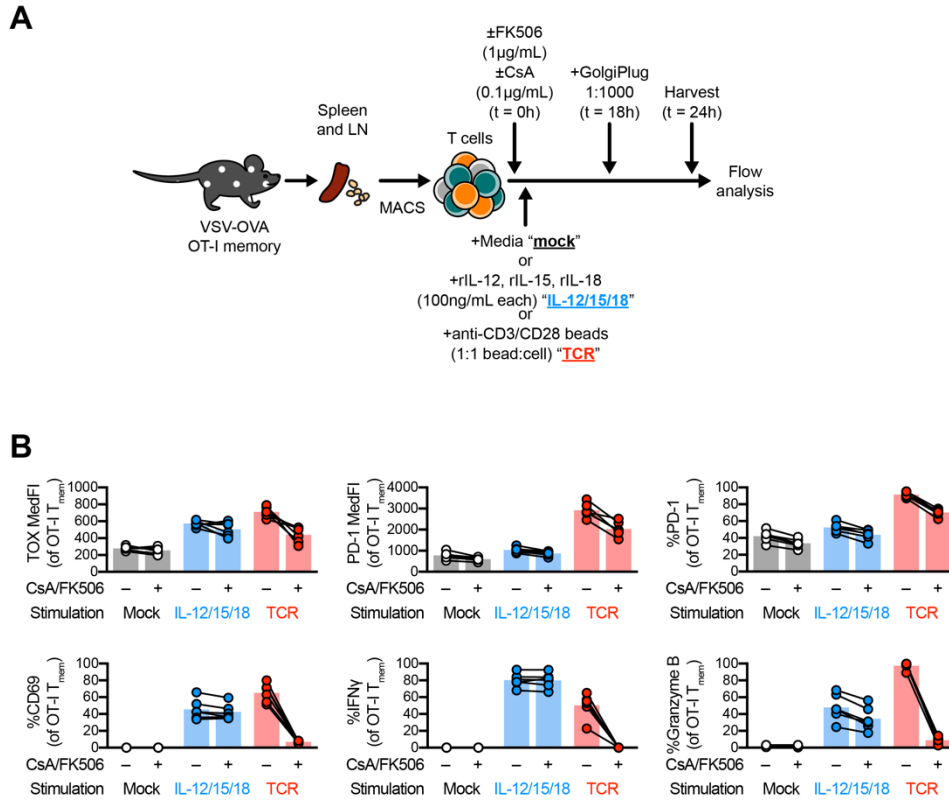 A
±FK506
(1µg/mL)
±CsA
(0.1µg/mL)
(t = 0h)
+GolgiPlug
1:1000
(t = 18h)
Harvest
(t = 24h)
Spleen
and LN
T cells
MACS
Flow
analysis
VSV-OVA
OT-I memory
+Media “mock”
or
+rIL-12, rIL-15, rIL-18
(100ng/mL each) “IL-12/15/18”
or
+anti-CD3/CD28 beads
(1:1 bead:cell) “TCR”
B
TOX MedFI
(of OT-I Tmem)
1000
800
600
400
200
0
PD-1 MedFI
(of OT-I Tmem)
4000
3000
2000
1000
0
%PD-1
(of OT-I Tmem)
100
80
60
40
20
0
CsA/FK506 – + – + – +
Stimulation Mock IL-12/15/18 TCR
CsA/FK506 – + – + – +
Stimulation Mock IL-12/15/18 TCR
CsA/FK506 – + – + – +
Stimulation Mock IL-12/15/18 TCR
%CD69
(of OT-I Tmem)
100
80
60
40
20
0
%IFNγ
(of OT-I Tmem)
100
80
60
40
20
0
%Granzyme B
(of OT-I Tmem)
100
80
60
40
20
0
CsA/FK506 – + – + – +
Stimulation Mock IL-12/15/18 TCR
CsA/FK506 – + – + – +
Stimulation Mock IL-12/15/18 TCR
CsA/FK506 – + – + – +
Stimulation Mock IL-12/15/18 TCR